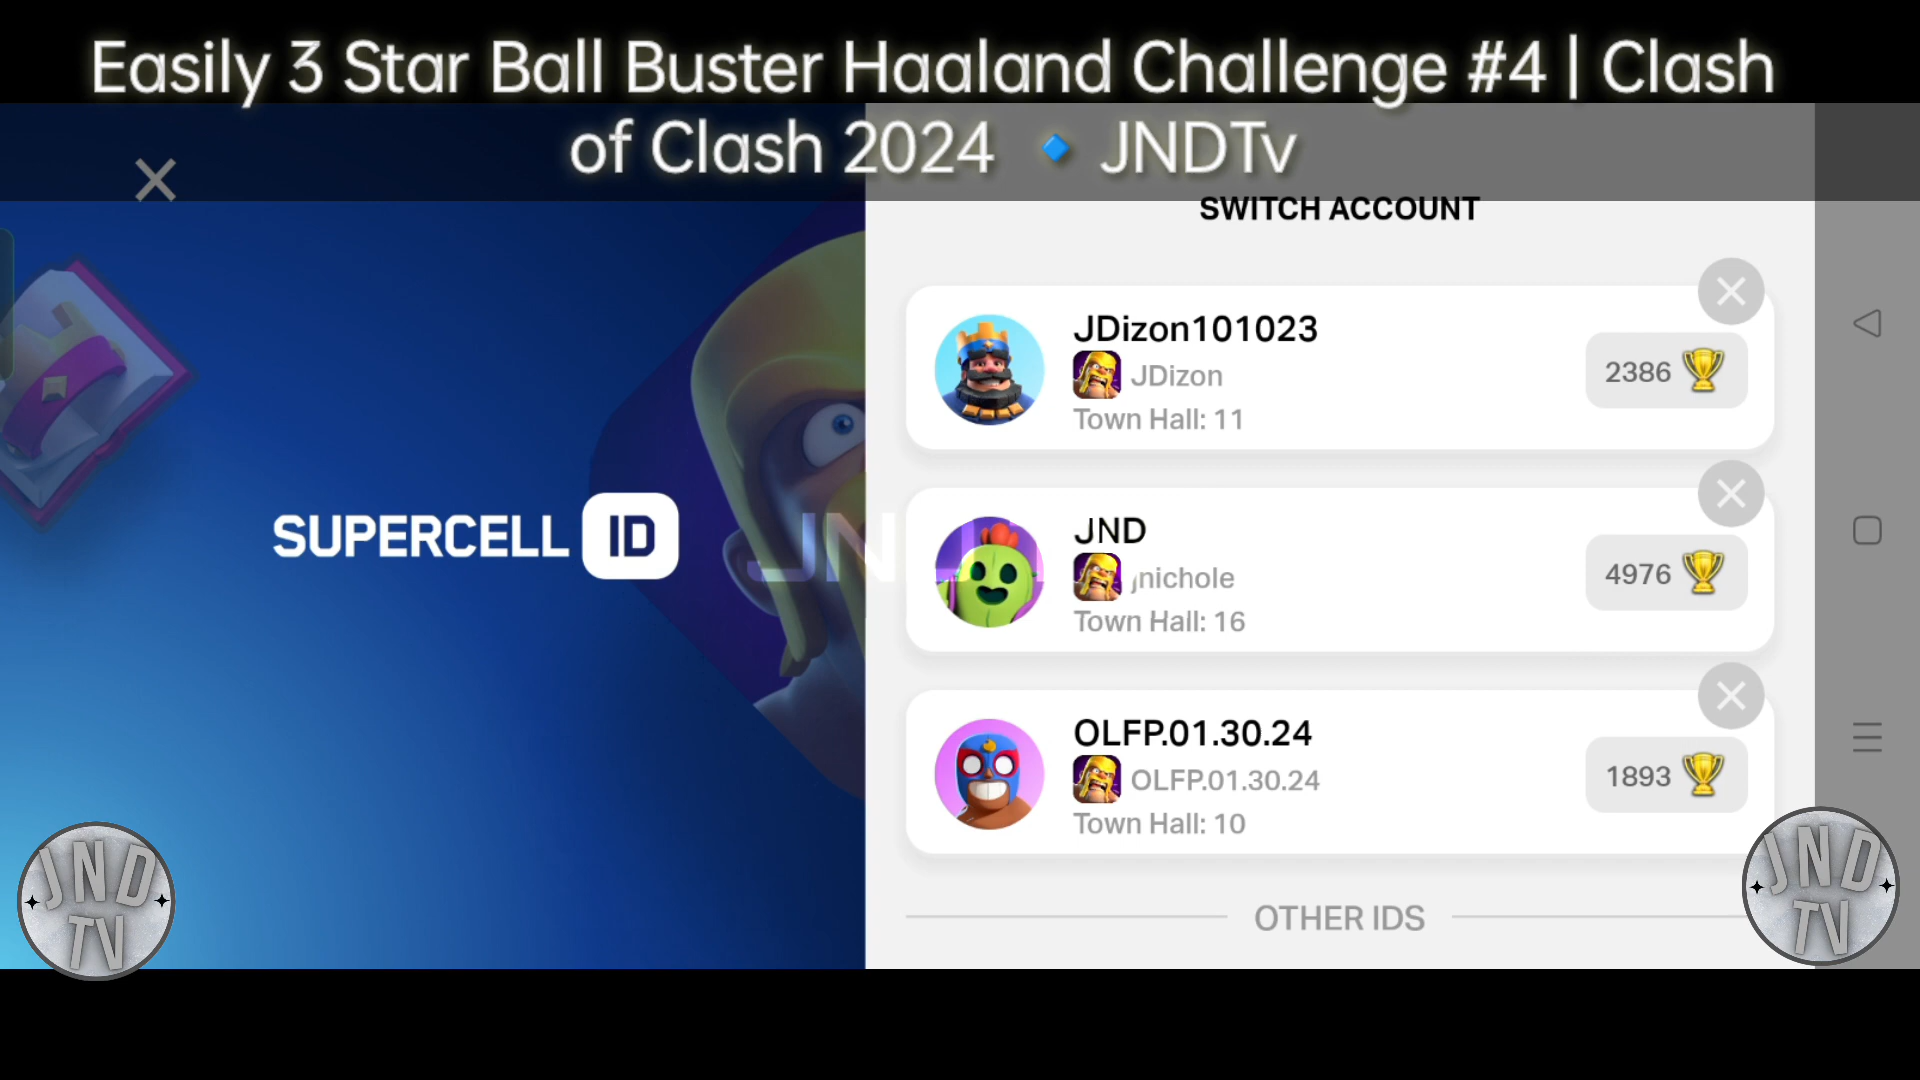 Easily 3 Star Ball Buster Haaland Challenge #4 | Clash
of Clash 2024 🔹 JNDTv
SWITCH ACCOUNT
JDizon101023
JDizon
Town Hall: 11
2386
SUPERCELL ID
JND
jnichole
Town Hall: 16
4976
OLFP.01.30.24
OLFP.01.30.24
Town Hall: 10
1893
OTHER IDS
JND
TV
JND
TV